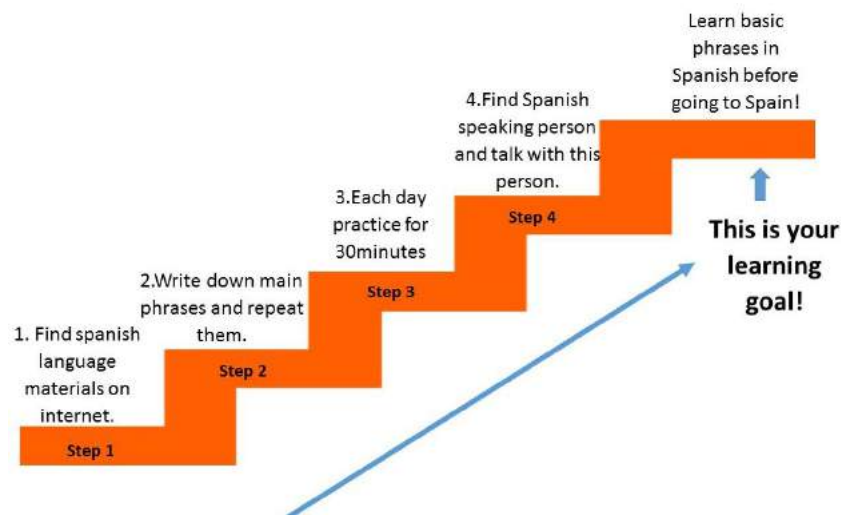 1. Find spanish
language
materials on
internet.
Step 1
2.Write down main
phrases and repeat
them.
Step 2
3.Each day
practice for
30minutes
Step 3
4.Find Spanish
speaking person
and talk with this
person.
Step 4
Learn basic
phrases in
Spanish before
going to Spain!
This is your
learning
goal!